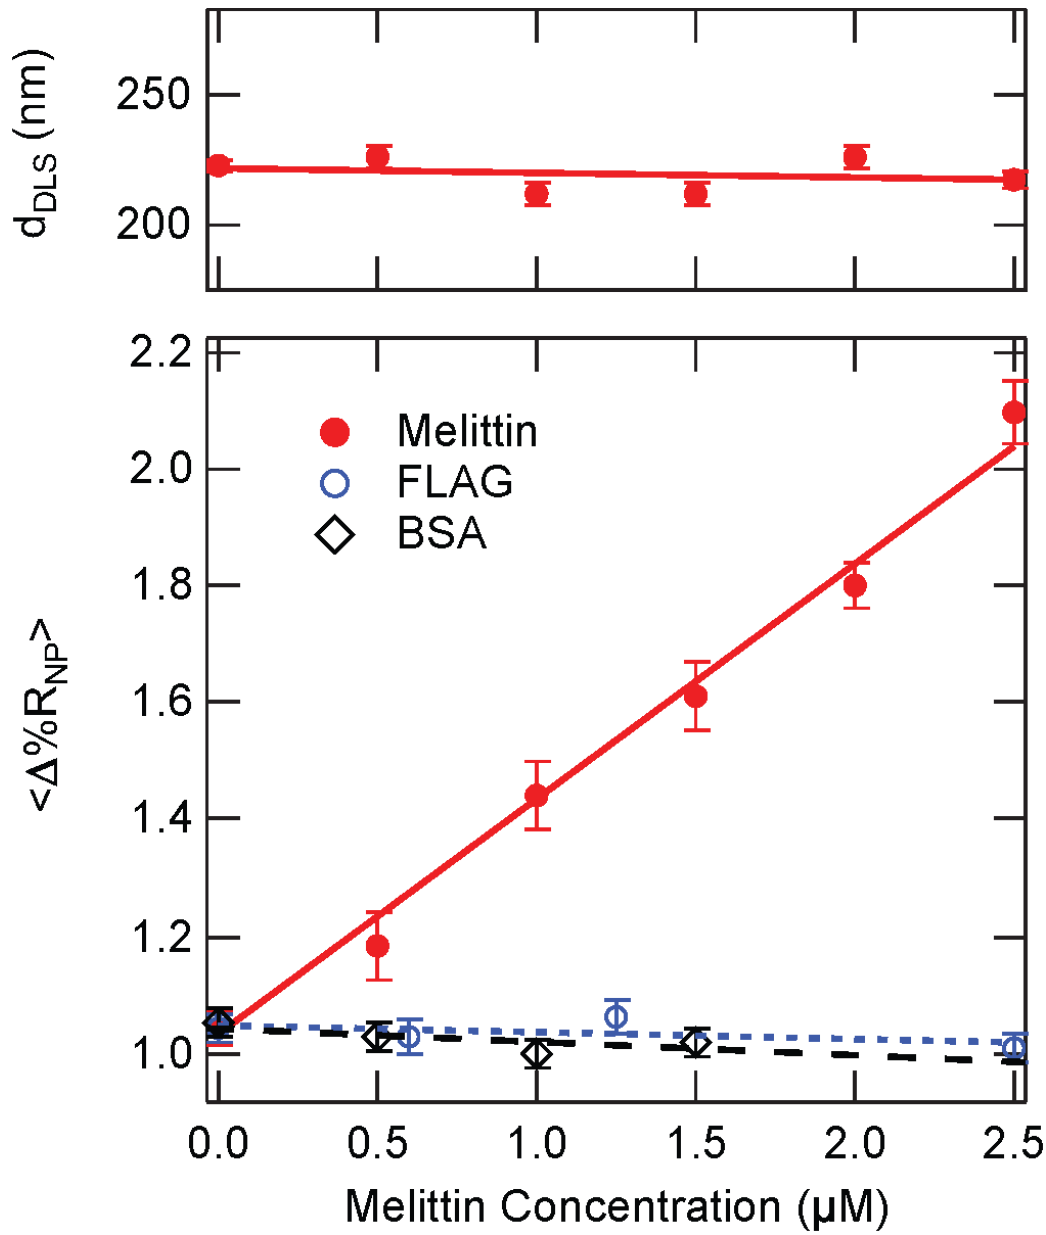 d_DLS (nm)
250
200
<Δ%R_NP>
2.2
2.0
1.8
1.6
1.4
1.2
1.0
Melittin
FLAG
BSA
0.0 0.5 1.0 1.5 2.0 2.5
Melittin Concentration (µM)